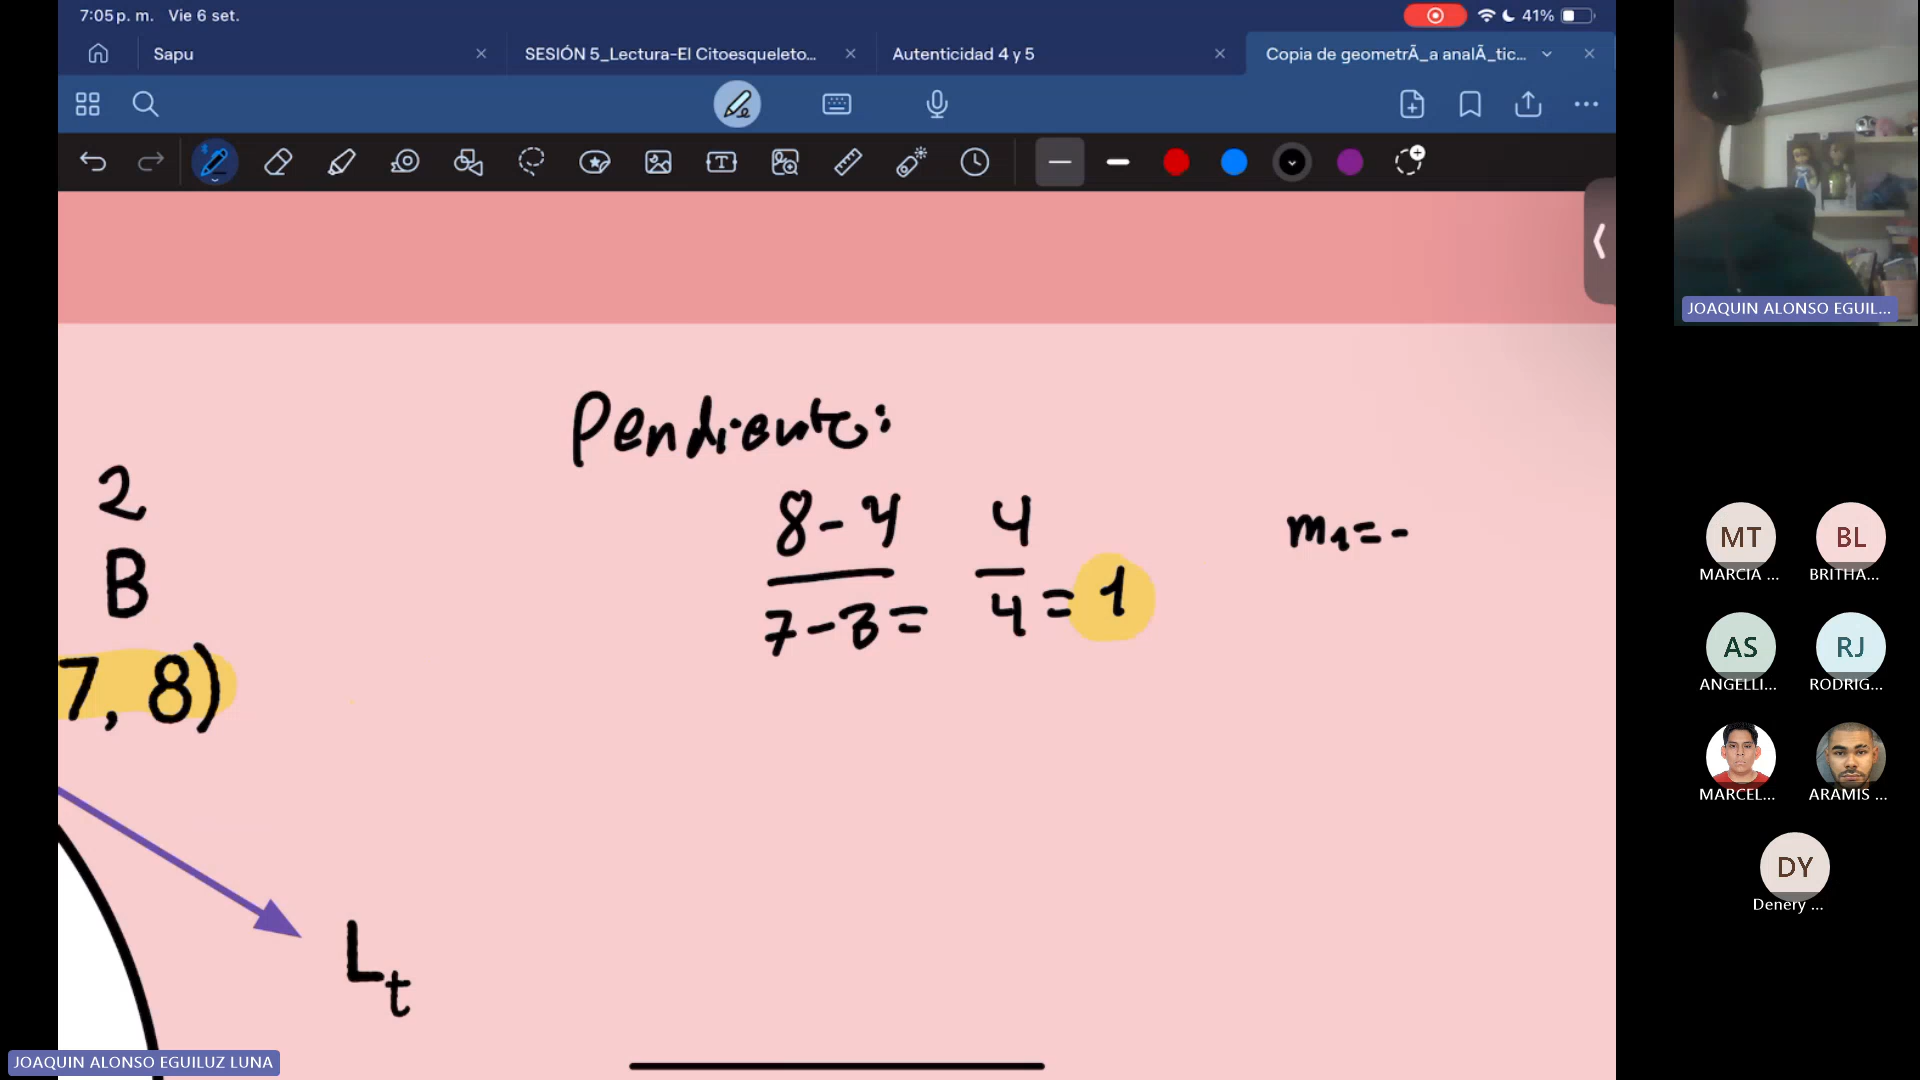 7:05 p. m. Vie 6 set.
41%
Sapu
SESIÓN 5_Lectura-El Citoesqueleto...
Autenticidad 4 y 5
Copia de geometrÃ_a analÃ_tic...
Pendiente:
8-4
7-3 =
4
4 = 1
m1=-
2
B
7, 8)
Lt
JOAQUIN ALONSO EGUILUZ LUNA
JOAQUIN ALONSO EGUIL...
MT
MARCIA ...
BL
BRITHA...
AS
ANGELLI...
RJ
RODRIG...
MARCEL...
ARAMIS ...
DY
Denery ...